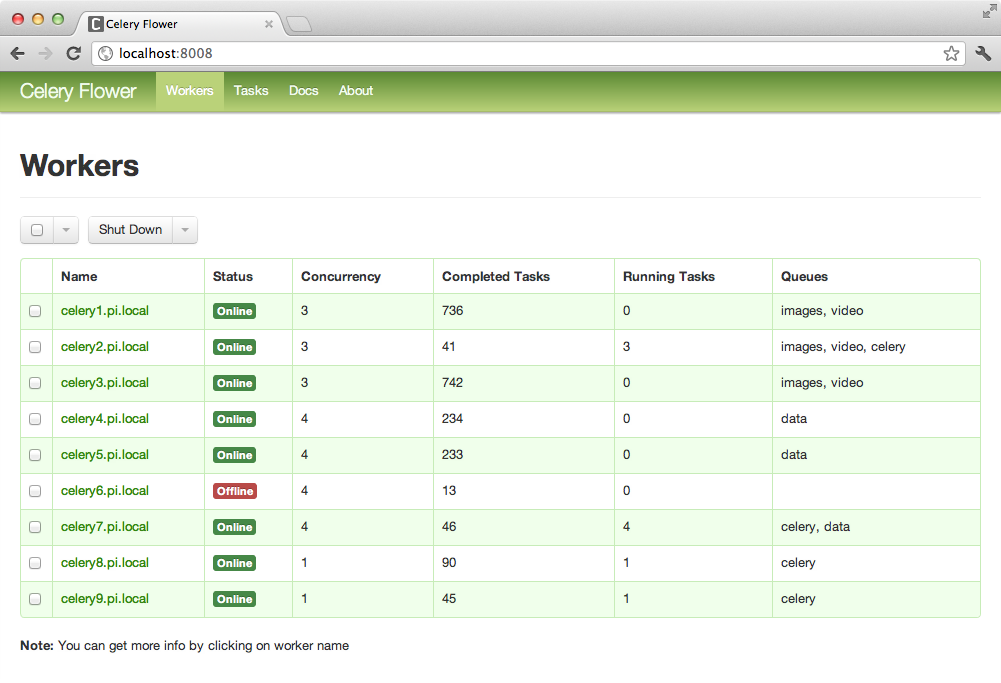 Celery Flower
localhost:8008
Celery Flower Workers Tasks Docs About
Workers
Shut Down
Name Status Concurrency Completed Tasks Running Tasks Queues
celery1.pi.local Online 3 736 0 images, video
celery2.pi.local Online 3 41 3 images, video, celery
celery3.pi.local Online 3 742 0 images, video
celery4.pi.local Online 4 234 0 data
celery5.pi.local Online 4 233 0 data
celery6.pi.local Offline 4 13 0
celery7.pi.local Online 4 46 4 celery, data
celery8.pi.local Online 1 90 1 celery
celery9.pi.local Online 1 45 1 celery
Note: You can get more info by clicking on worker name